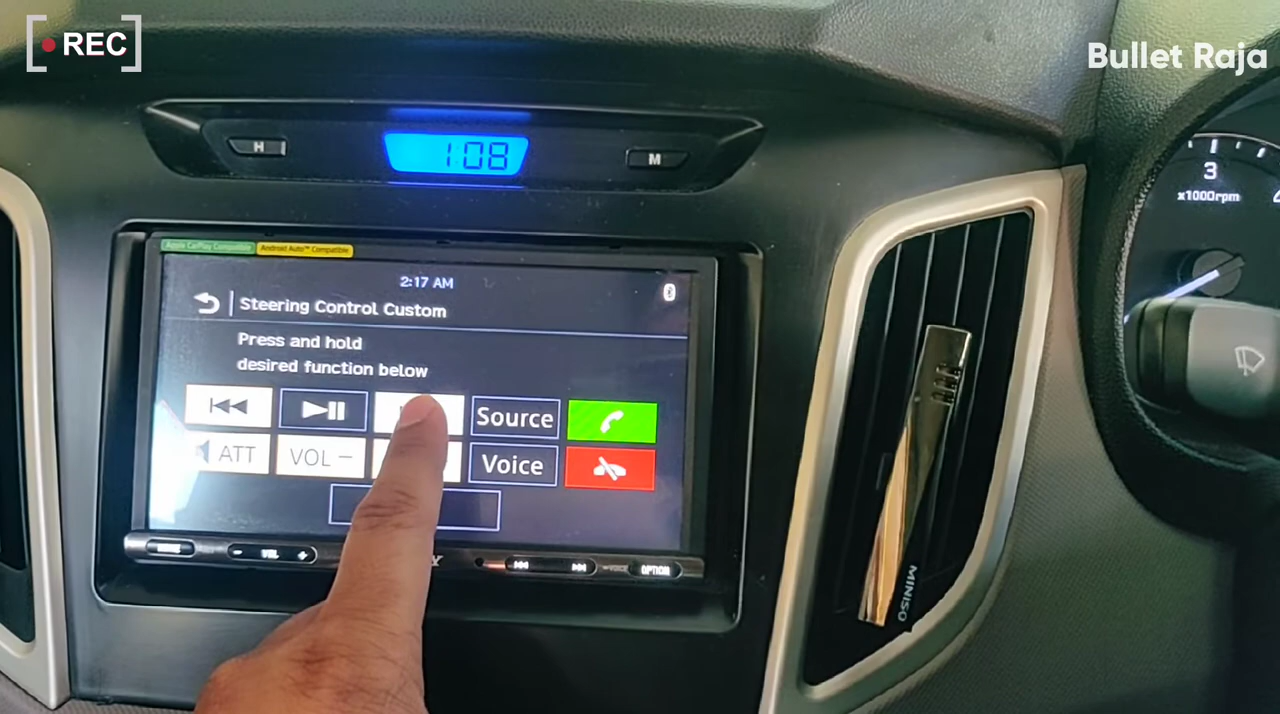 REC
Bullet Raja
H
1:08
M
3
x1000rpm
Apple CarPlay Compatible
Android Auto™ Compatible
2:17 AM
Steering Control Custom
Press and hold
desired function below
Source
ATT
VOL −
Voice
− VOL +
OPTION
MINISO